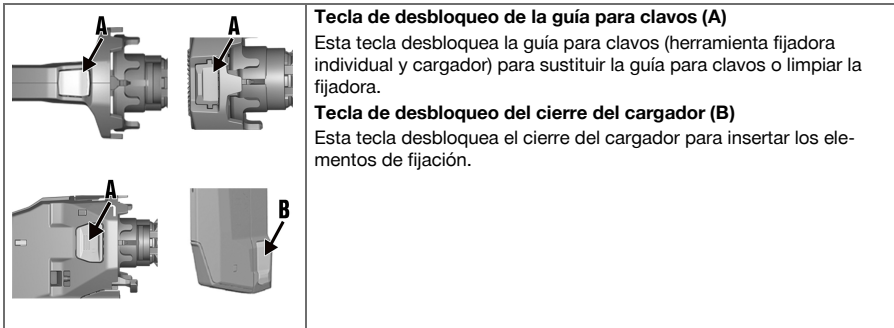 A
A
A
B
Tecla de desbloqueo de la guía para clavos (A)
Esta tecla desbloquea la guía para clavos (herramienta fijadora
individual y cargador) para sustituir la guía para clavos o limpiar la
fijadora.
Tecla de desbloqueo del cierre del cargador (B)
Esta tecla desbloquea el cierre del cargador para insertar los ele-
mentos de fijación.